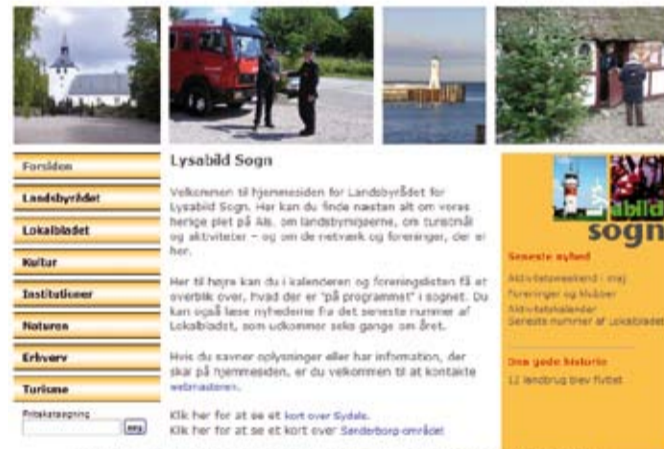 Forsiden
Landsbyrådet
Lokalbladet
Kultur
Institutioner
Naturen
Erhverv
Turisme
Fritekstsøgning
søg
Lysabild Sogn
Velkommen til hjemmesiden for Landsbyrådet for
Lysabild Sogn. Her kan du finde næsten alt om vores
herlige plet på Als, om landsbymiljøerne, om turistmål
og aktiviteter – og om de netværk og foreninger, der er
her.
Her til højre kan du i kalenderen og foreningslisten få et
overblik over, hvad der er "på programmet" i sognet. Du
kan også læse nyhederne fra det seneste nummer af
Lokalbladet, som udkommer seks gange om året.
Hvis du savner oplysninger eller har information, der
skal på hjemmesiden, er du velkommen til at kontakte
webmasteren.
Klik her for at se et kort over Sydals.
Klik her for at se et kort over Sønderborg-området
Lys-
abild
sogn
Seneste nyhed
Aktivitetsweekend i maj
Foreninger og klubber
Aktivitetskalender
Seneste nummer af Lokalbladet
Den gode historie
12 landbrug blev flyttet